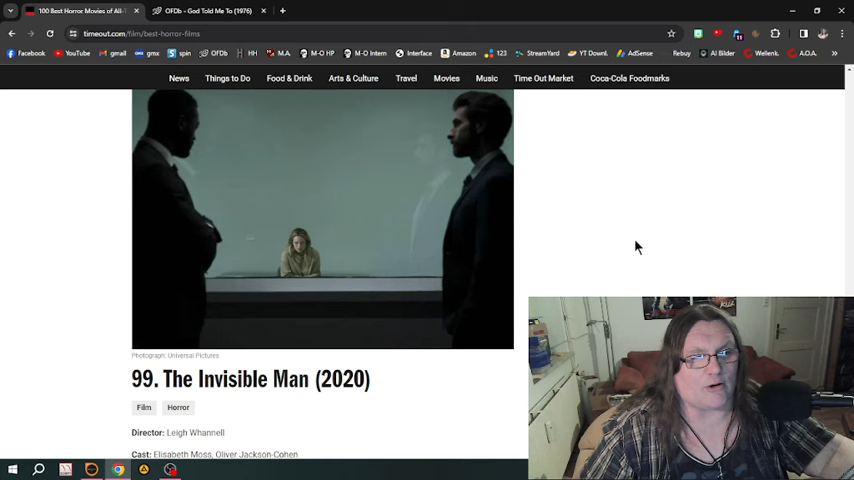 100 Best Horror Movies of All-T
OFDb - God Told Me To (1976)
timeout.com/film/best-horror-films
Facebook YouTube gmail gmx spin OFDb HH M.A. M-O HP M-O Intern Interface Amazon 123 StreamYard YT Downl. AdSense Rebuy AI Bilder Wellenk. A.O.A.
News Things to Do Food & Drink Arts & Culture Travel Movies Music Time Out Market Coca-Cola Foodmarks
Photograph: Universal Pictures
99. The Invisible Man (2020)
Film Horror
Director: Leigh Whannell
Cast: Elisabeth Moss, Oliver Jackson-Cohen